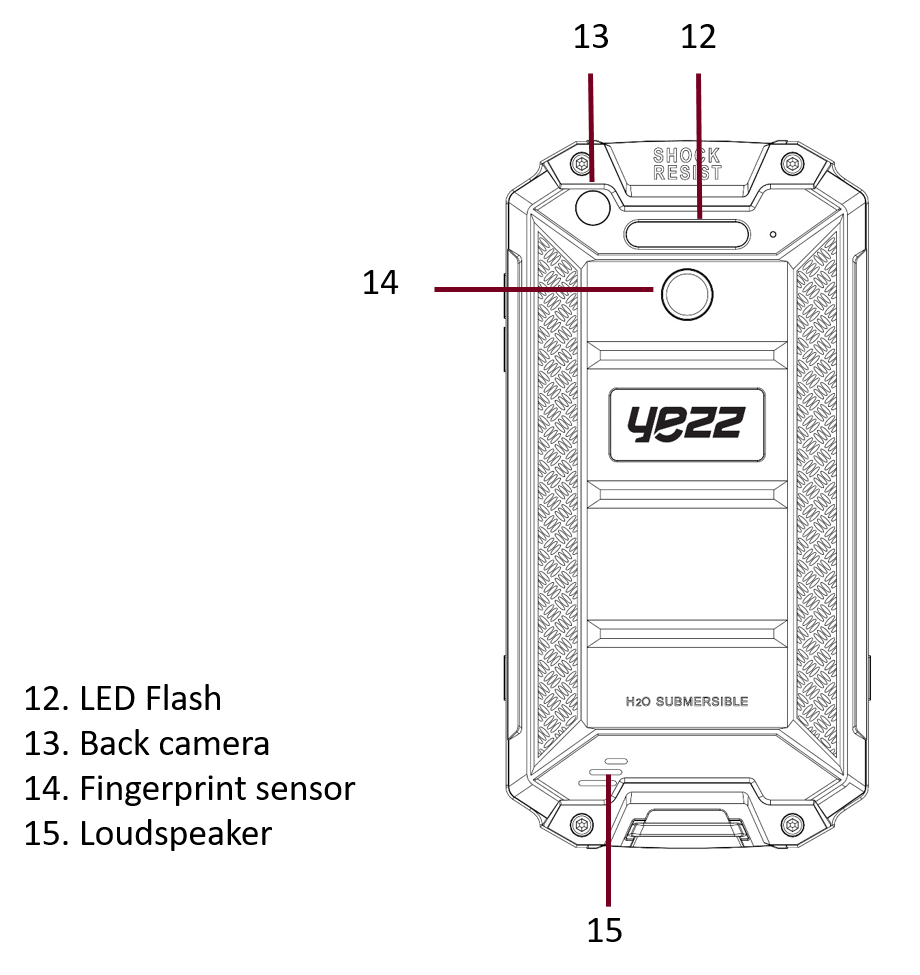 13
12
SHOCK
RESIST
14
yezz
12. LED Flash
H2O SUBMERSIBLE
13. Back camera
14. Fingerprint sensor
15. Loudspeaker
15